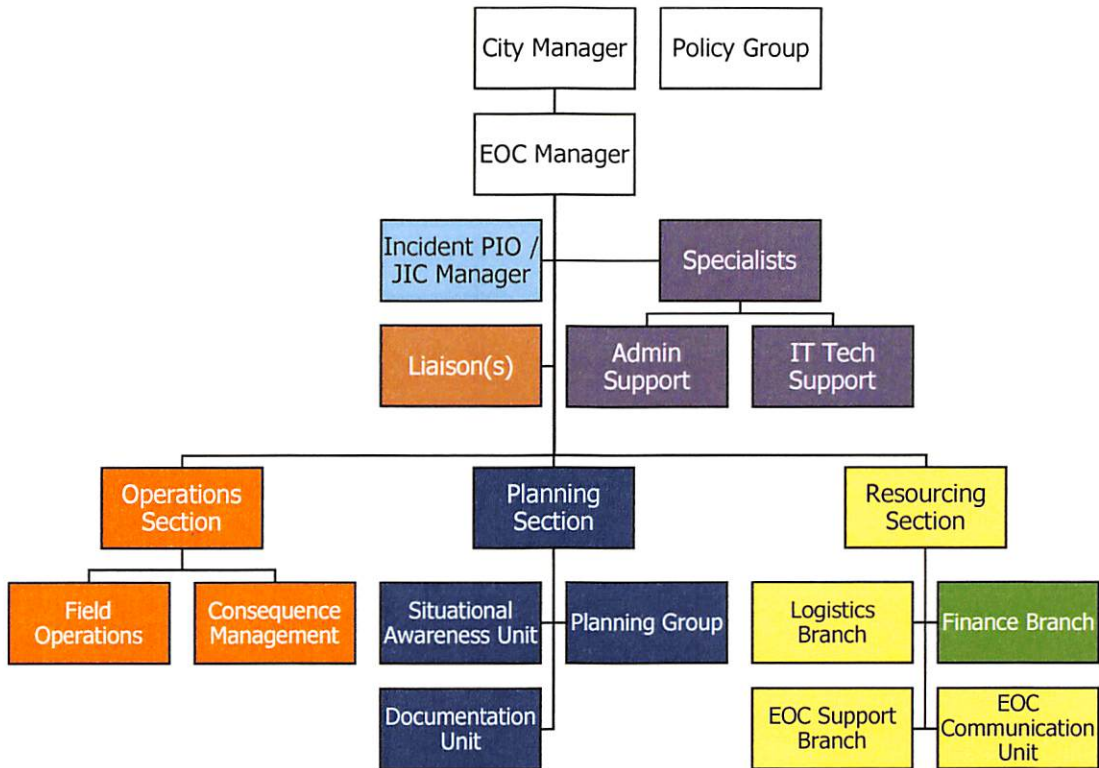 City Manager
Policy Group
EOC Manager
Incident PIO /
JIC Manager
Specialists
Liaison(s)
Admin
Support
IT Tech
Support
Operations
Section
Planning
Section
Resourcing
Section
Field
Operations
Consequence
Management
Situational
Awareness Unit
Planning Group
Logistics
Branch
Finance Branch
Documentation
Unit
EOC Support
Branch
EOC
Communication
Unit